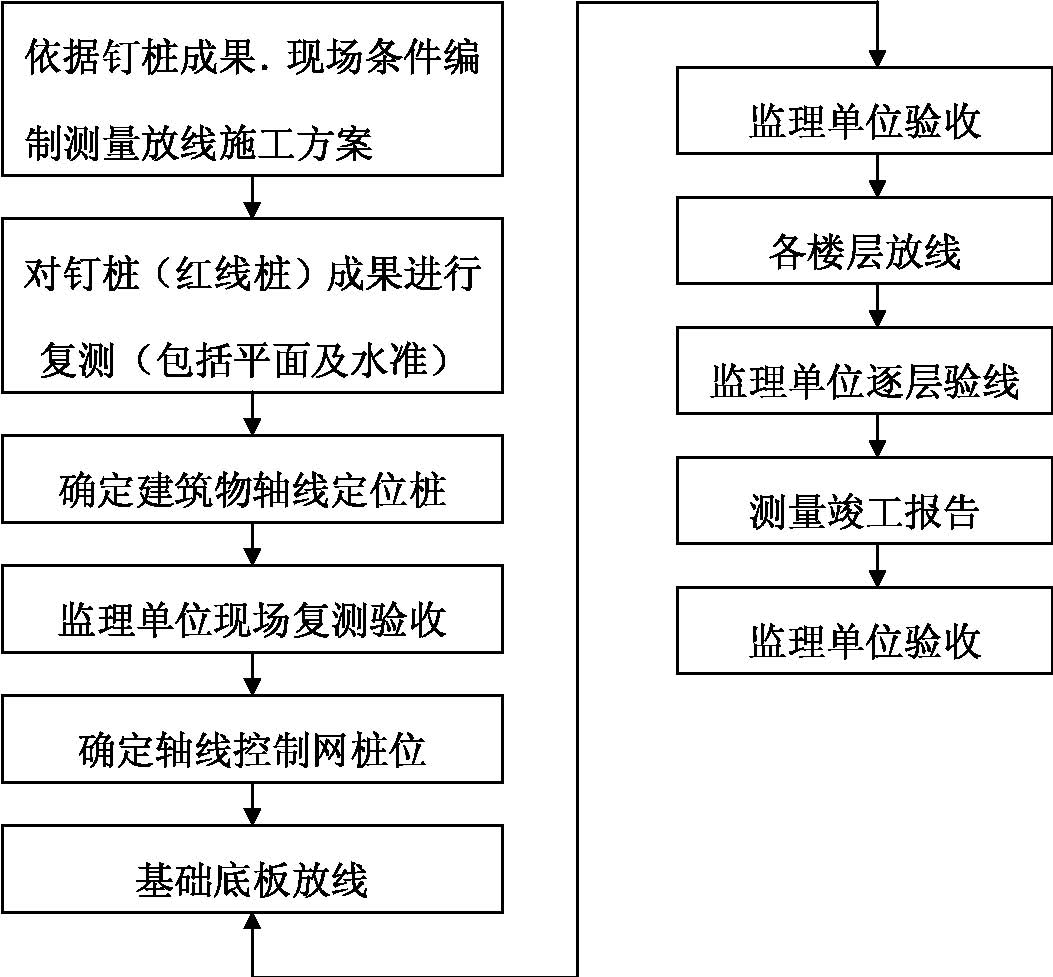 依据钉桩成果．现场条件编
制测量放线施工方案
对钉桩（红线桩）成果进行
复测（包括平面及水准）
确定建筑物轴线定位桩
监理单位现场复测验收
确定轴线控制网桩位
基础底板放线
监理单位验收
各楼层放线
监理单位逐层验线
测量竣工报告
监理单位验收